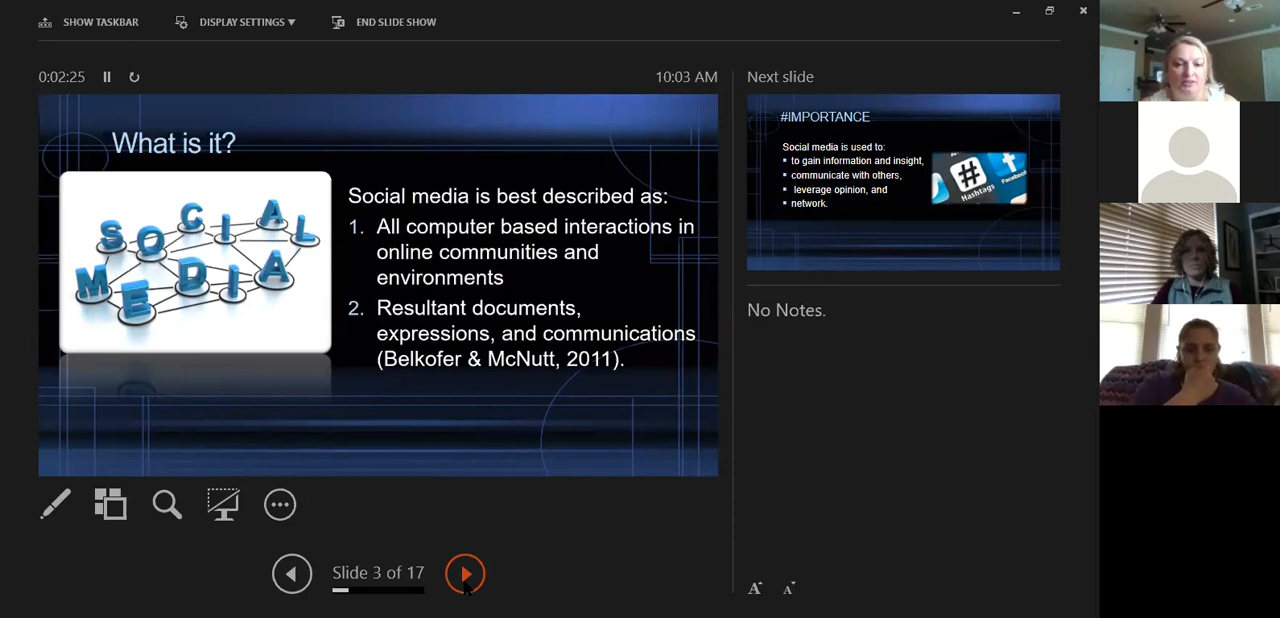 SHOW TASKBAR
DISPLAY SETTINGS ▼
END SLIDE SHOW
0:02:25
10:03 AM
What is it?
SOCIAL
MEDIA
Social media is best described as:
1. All computer based interactions in
online communities and
environments
2. Resultant documents,
expressions, and communications
(Belkofer & McNutt, 2011).
Slide 3 of 17
Next slide
#IMPORTANCE
Social media is used to:
▪ to gain information and insight,
▪ communicate with others,
▪ leverage opinion, and
▪ network.
#
Hashtags
f
Facebook
No Notes.
A A